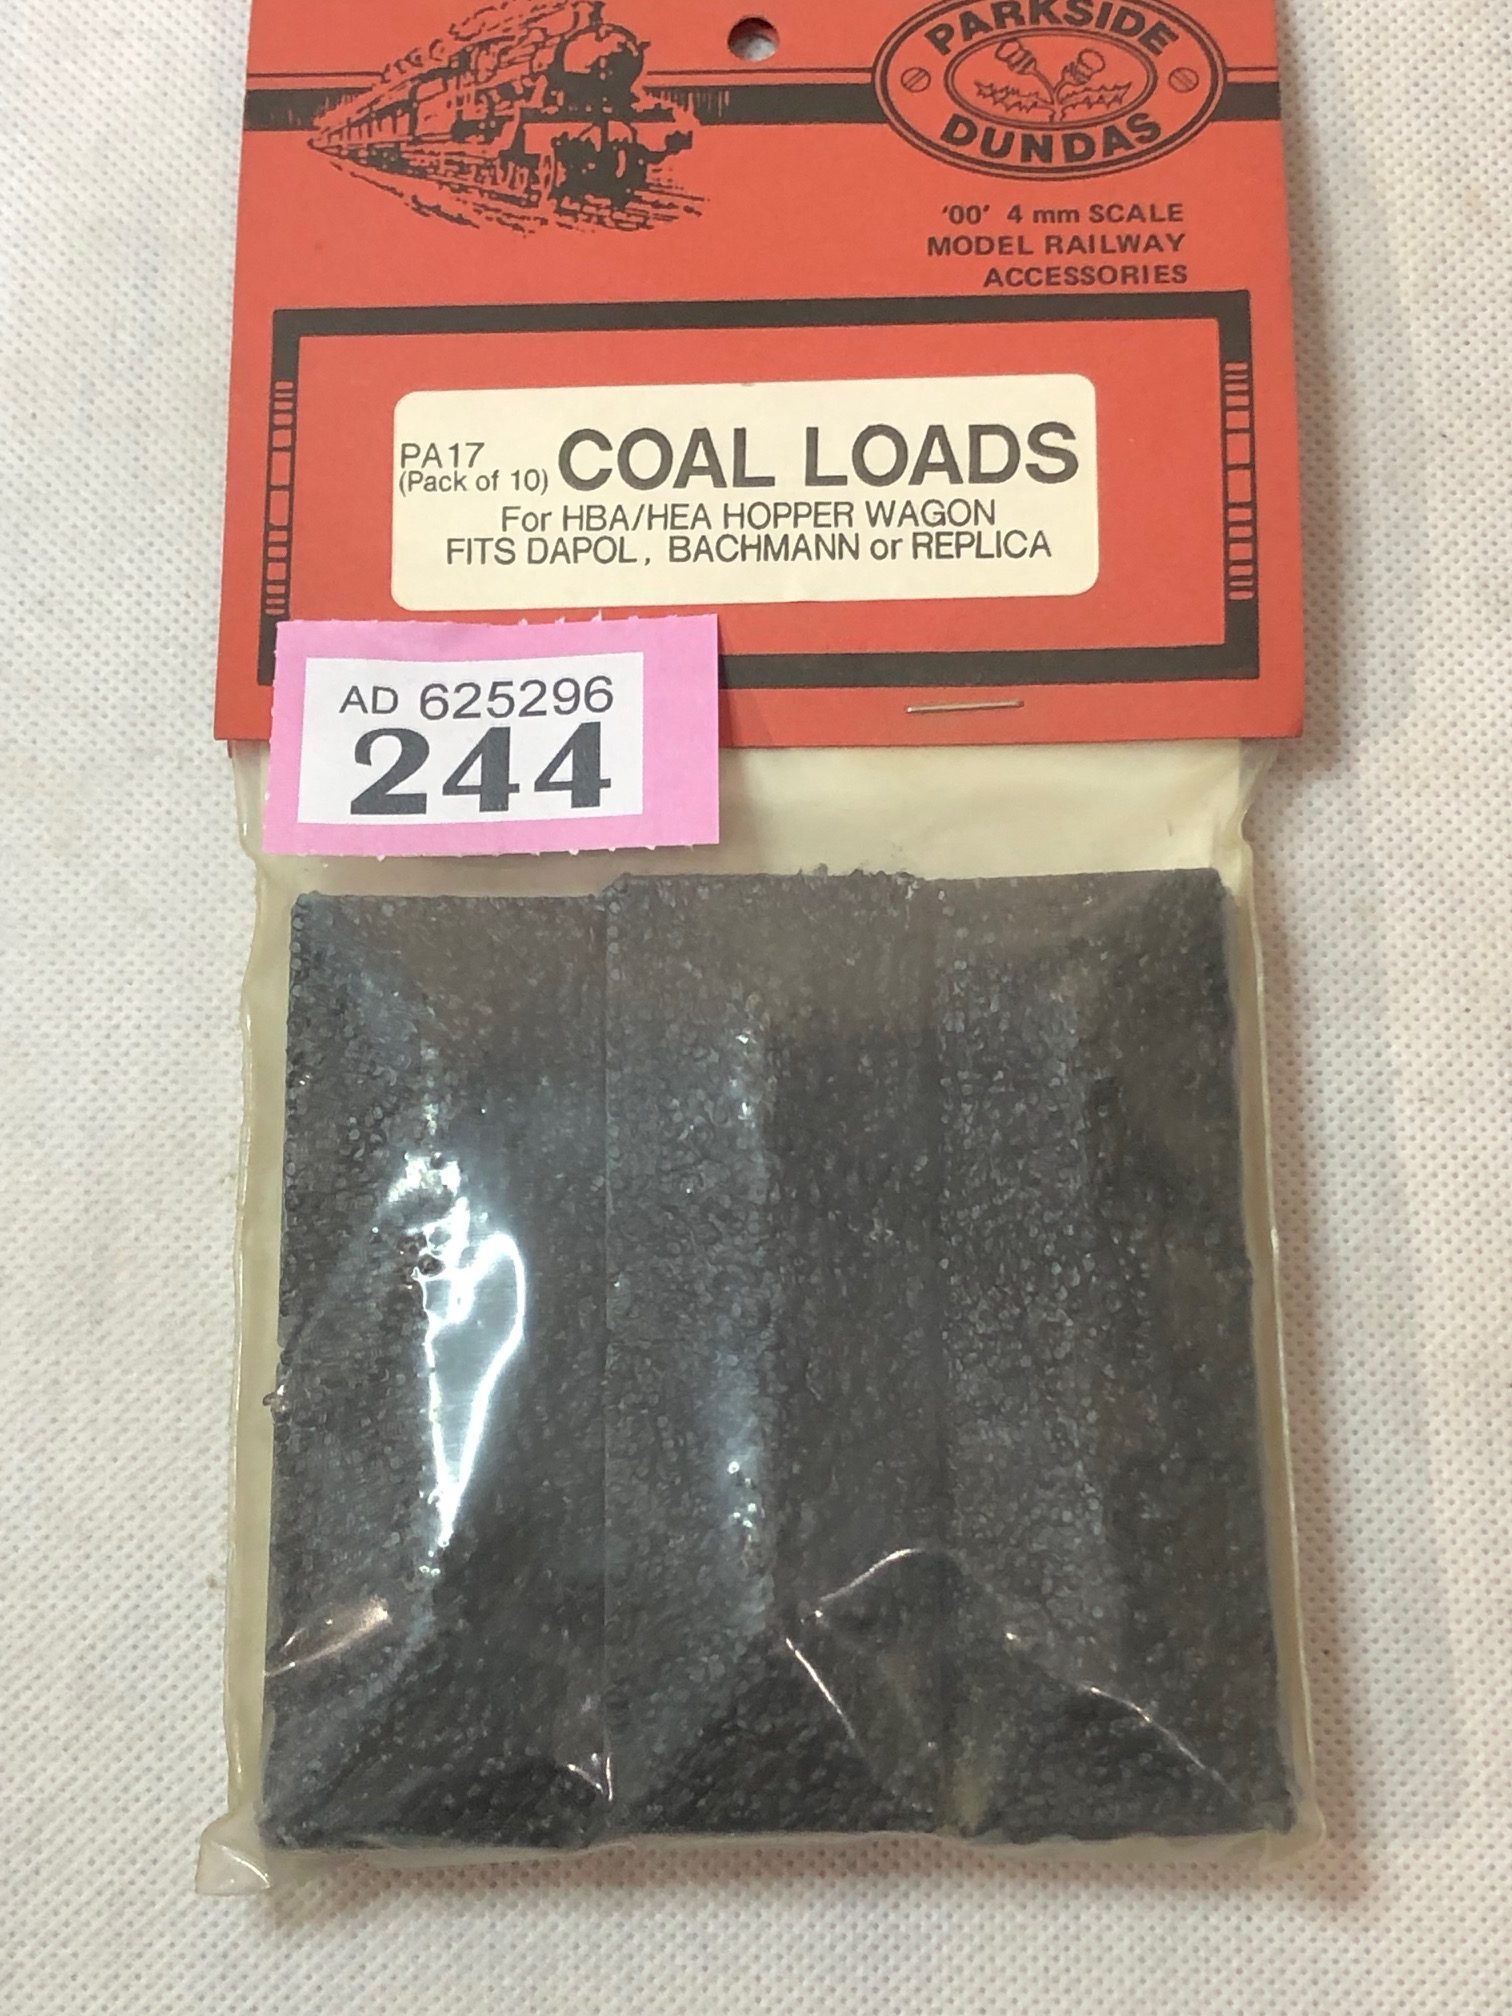 PARKSIDE
DUNDAS
'00' 4 mm SCALE
MODEL RAILWAY
ACCESSORIES
PA17
(Pack of 10)
COAL LOADS
For HBA/HEA HOPPER WAGON
FITS DAPOL, BACHMANN or REPLICA
AD 625296
244